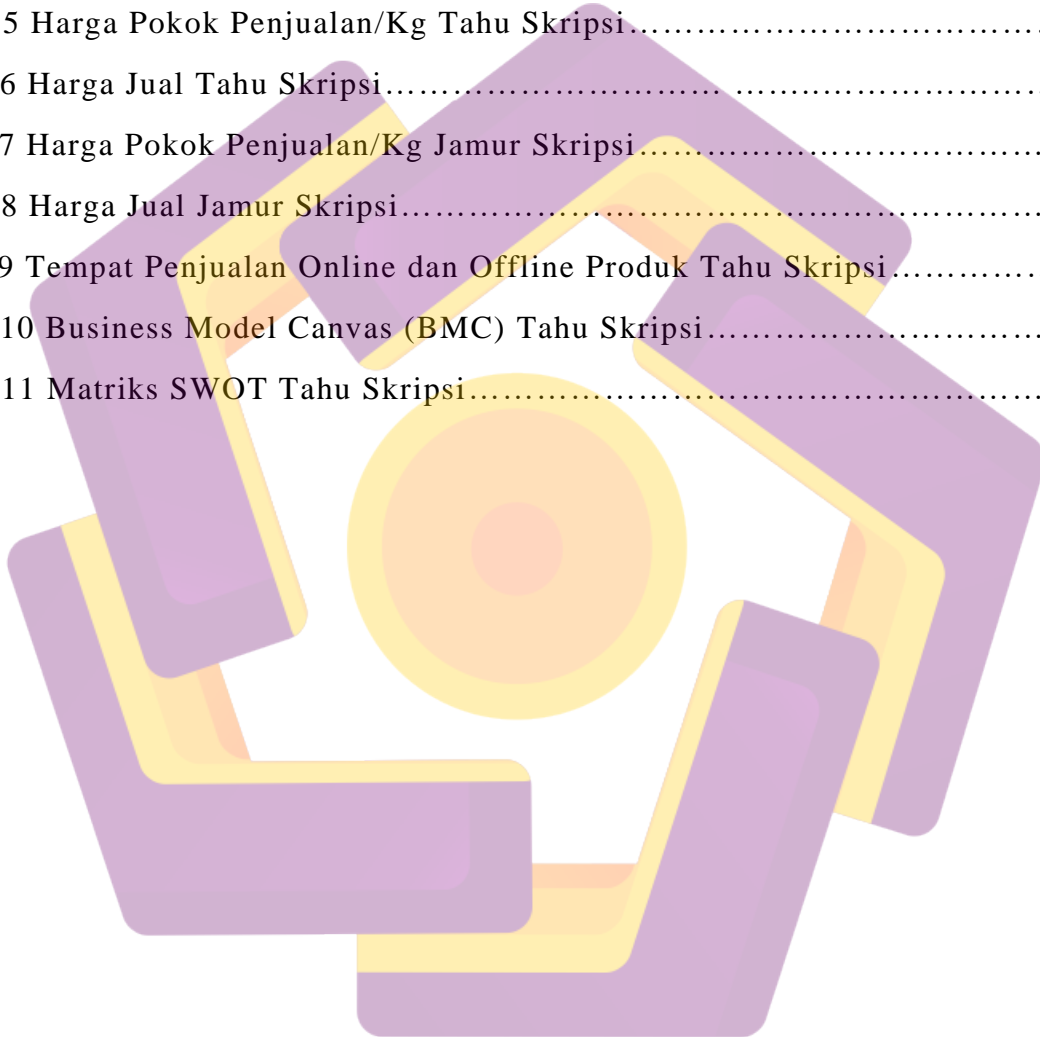 5 Harga Pokok Penjualan/Kg Tahu Skripsi……………………………….
6 Harga Jual Tahu Skripsi………………………… …….………………….
7 Harga Pokok Penjualan/Kg Jamur Skripsi……………………………….
8 Harga Jual Jamur Skripsi………………………………………………….
9 Tempat Penjualan Online dan Offline Produk Tahu Skripsi………….
10 Business Model Canvas (BMC) Tahu Skripsi………………………….
11 Matriks SWOT Tahu Skripsi…………………………………………….